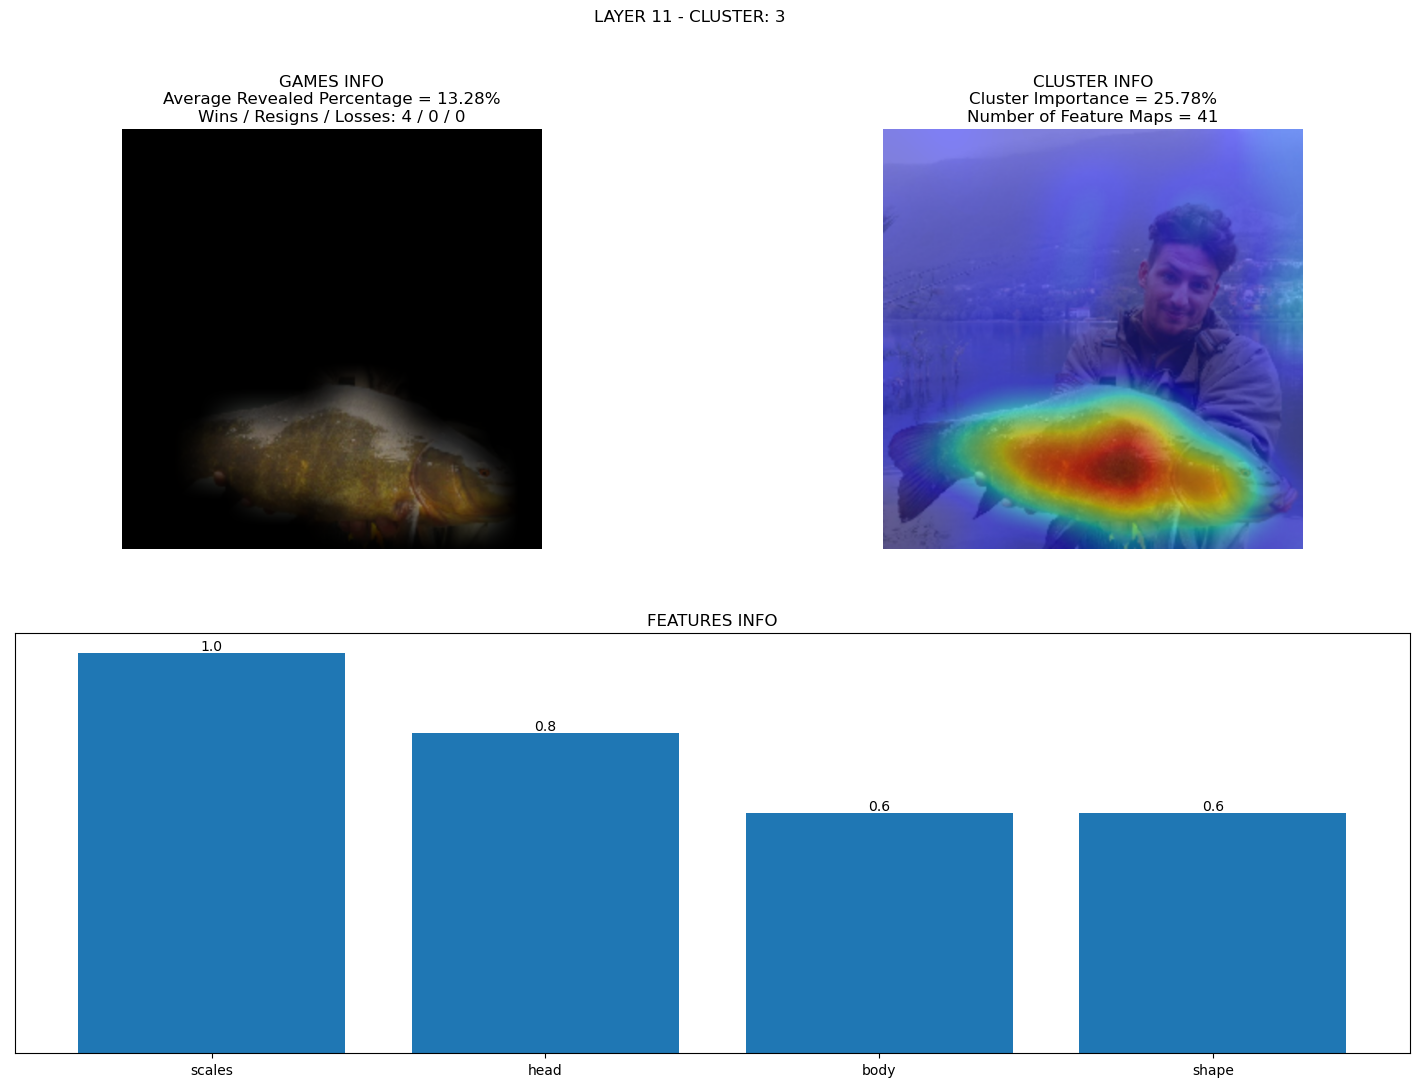 LAYER 11 - CLUSTER: 3
GAMES INFO
Average Revealed Percentage = 13.28%
Wins / Resigns / Losses: 4 / 0 / 0
CLUSTER INFO
Cluster Importance = 25.78%
Number of Feature Maps = 41
FEATURES INFO
1.0
0.8
0.6
0.6
scales
head
body
shape